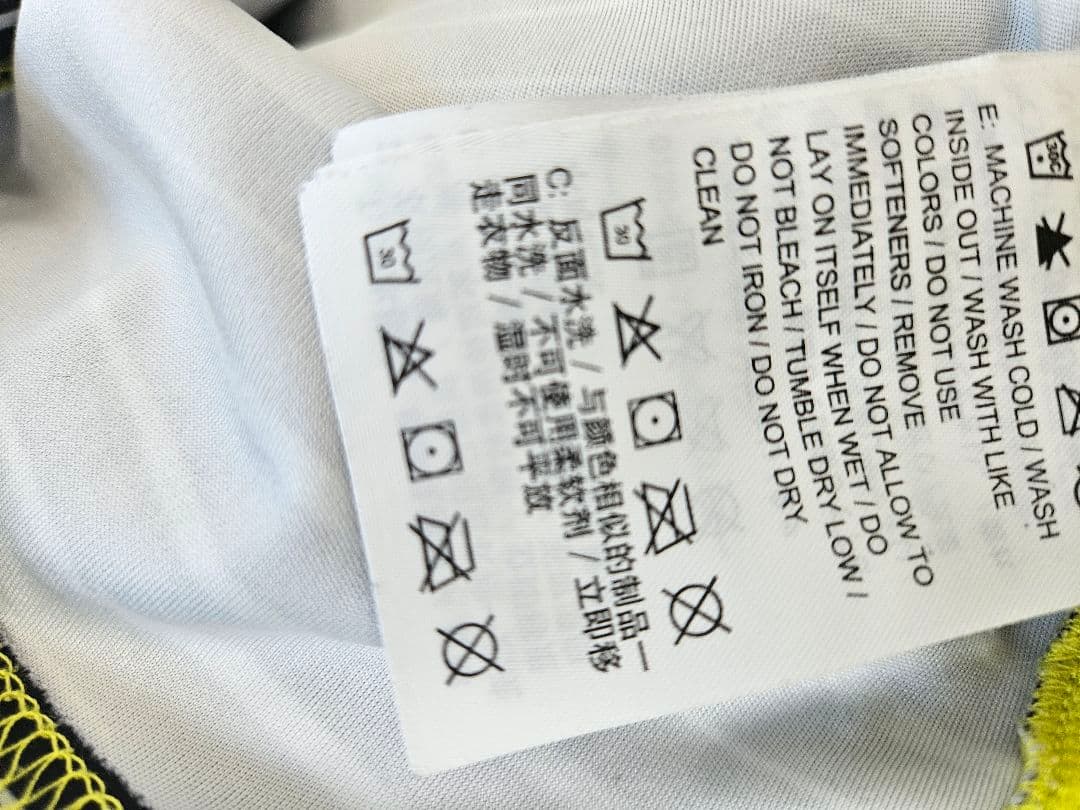 30C
E: MACHINE WASH COLD / WASH
INSIDE OUT / WASH WITH LIKE
COLORS / DO NOT USE
SOFTENERS / REMOVE
IMMEDIATELY / DO NOT ALLOW TO
LAY ON ITSELF WHEN WET / DO
NOT BLEACH / TUMBLE DRY LOW /
DO NOT IRON / DO NOT DRY
CLEAN
30
C: 反面水洗 / 与颜色相似的制品一
同水洗 / 不可使用柔软剂 / 立即移
走衣物 / 湿时不可平放
30